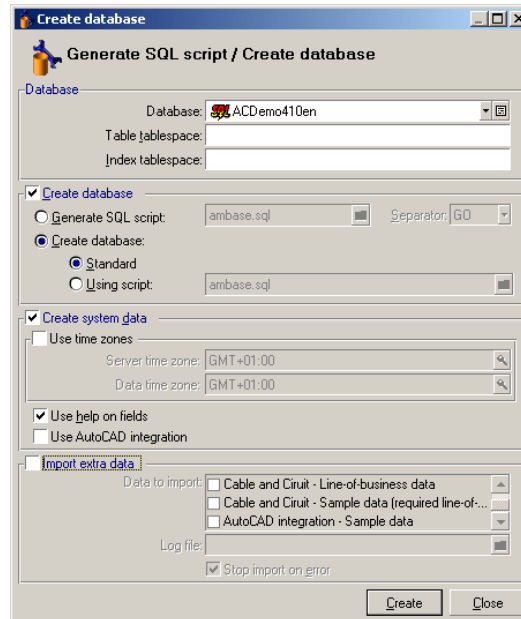 Create database
Generate SQL script / Create database
Database
Database: SQL ACDemo410en
Table tablespace:
Index tablespace:
Create database
Generate SQL script: ambase.sql Separator: GO
Create database:
Standard
Using script: ambase.sql
Create system data
Use time zones
Server time zone: GMT+01:00
Data time zone: GMT+01:00
Use help on fields
Use AutoCAD integration
Import extra data
Data to import: Cable and Ciruit - Line-of-business data
Cable and Ciruit - Sample data (required line-of-...
AutoCAD integration - Sample data
Log file:
Stop import on error
Create Close